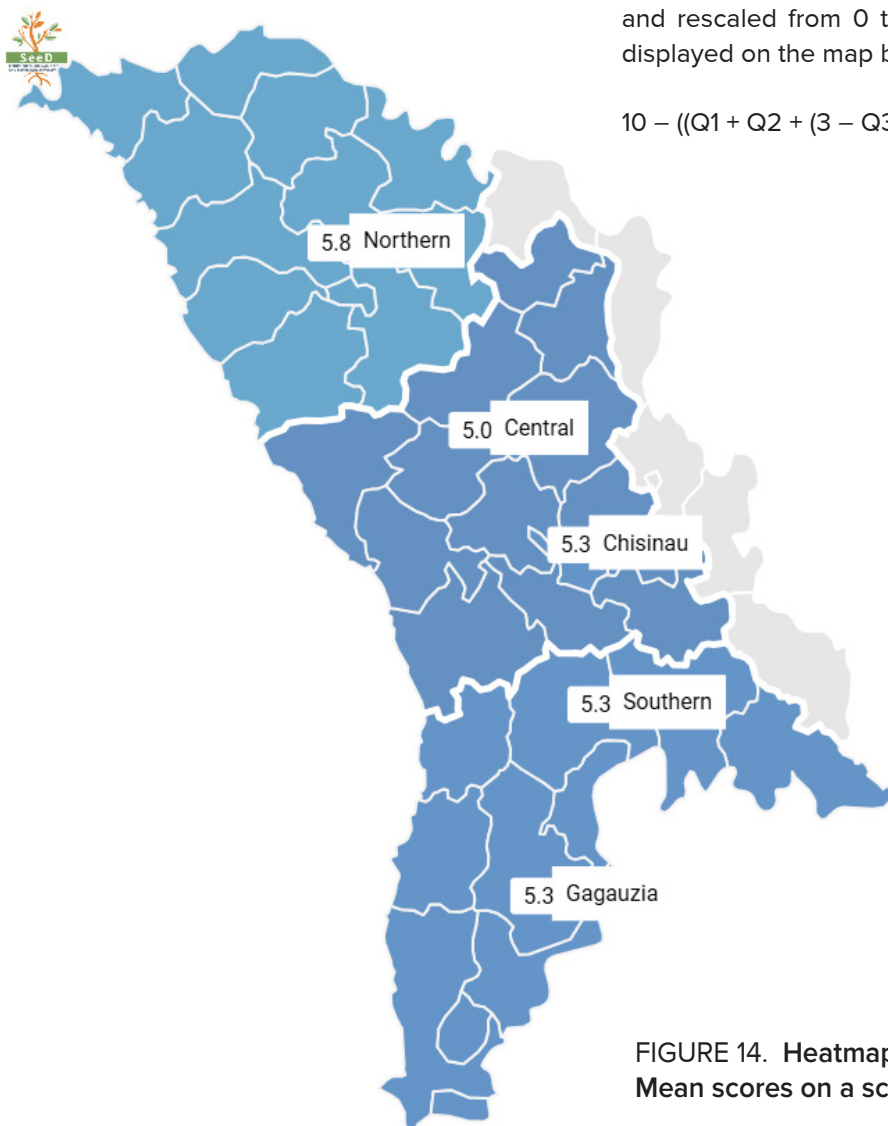 SeeD
and rescaled from 0 t
displayed on the map b
10 – ((Q1 + Q2 + (3 – Q3
5.8 Northern
5.0 Central
5.3 Chisinau
5.3 Southern
5.3 Gagauzia
FIGURE 14. Heatmap
Mean scores on a sc